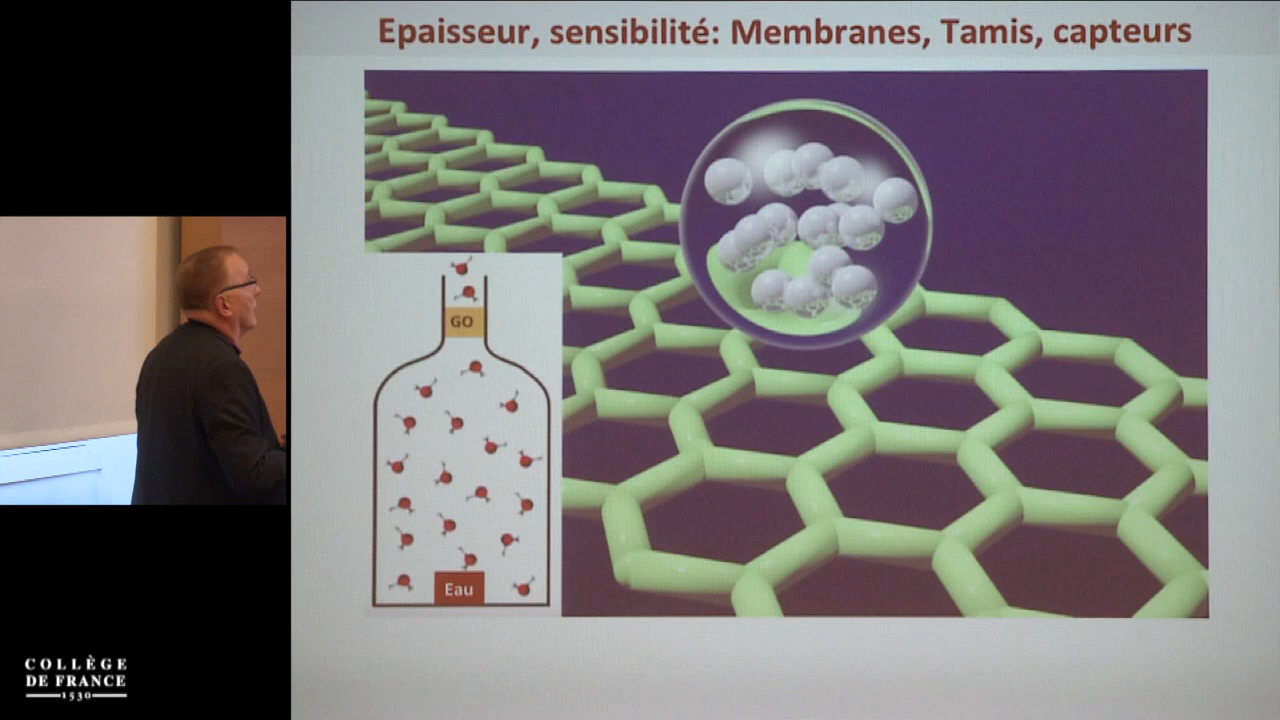 Epaisseur, sensibilité: Membranes, Tamis, capteurs
GO
Eau
COLLÈGE
DE FRANCE
1530